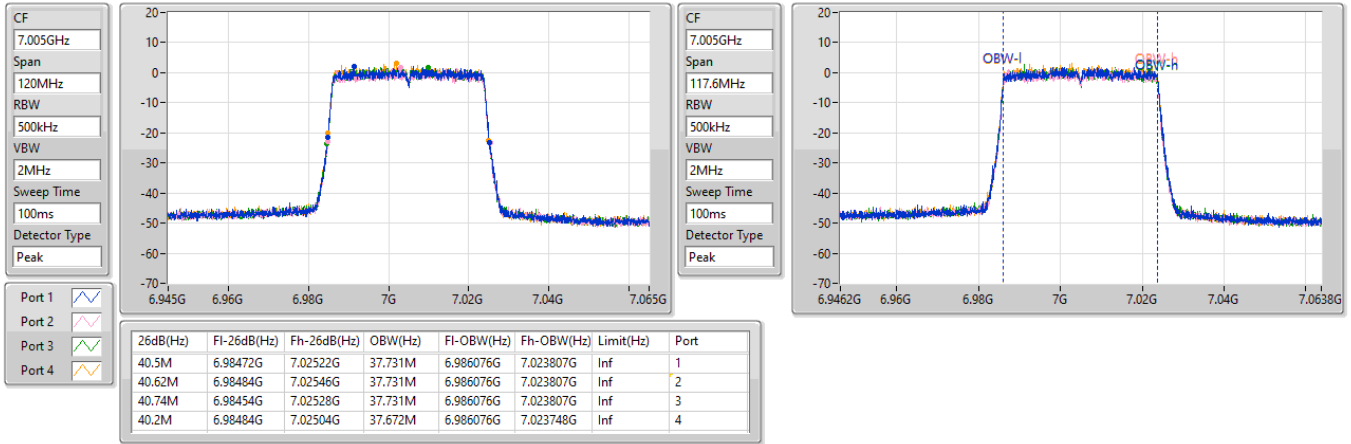 CF
7.005GHz
Span
120MHz
RBW
500kHz
VBW
2MHz
Sweep Time
100ms
Detector Type
Peak
20
10
0
-10
-20
-30
-40
-50
-60
-70
6.945G 6.96G 6.98G 7G 7.02G 7.04G 7.065G
CF
7.005GHz
Span
117.6MHz
RBW
500kHz
VBW
2MHz
Sweep Time
100ms
Detector Type
Peak
20
10
0
-10
-20
-30
-40
-50
-60
-70
OBW-l OBW-h
6.9462G 6.96G 6.98G 7G 7.02G 7.04G 7.0638G
Port 1
Port 2
Port 3
Port 4
26dB(Hz) Fl-26dB(Hz) Fh-26dB(Hz) OBW(Hz) Fl-OBW(Hz) Fh-OBW(Hz) Limit(Hz) Port
40.5M 6.98472G 7.02522G 37.731M 6.986076G 7.023807G Inf 1
40.62M 6.98484G 7.02546G 37.731M 6.986076G 7.023807G Inf 2
40.74M 6.98454G 7.02528G 37.731M 6.986076G 7.023807G Inf 3
40.2M 6.98484G 7.02504G 37.672M 6.986076G 7.023748G Inf 4